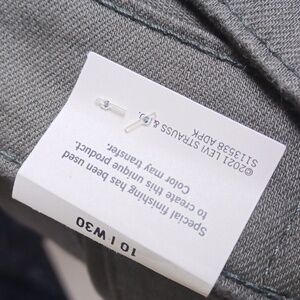 ©2021 LEVI STRAUSS &
S113538 ADPK
Special finishing has been used
to create this unique product.
Color may transfer.
10 | W30